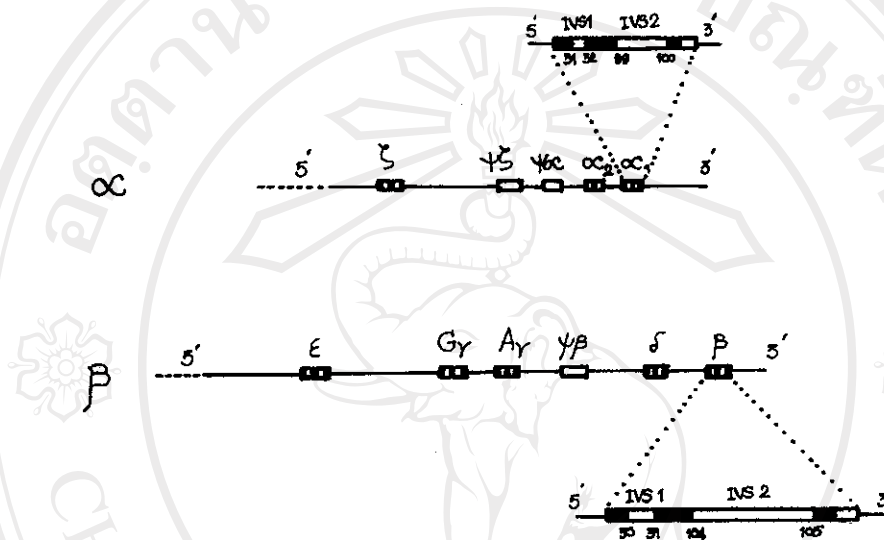 5' IVS1 IVS2 3'
31 32 99 100
α 5' ζ ψζ ψα α2 α1 3'
β 5' ε Gγ Aγ ψβ δ β 3'
5' IVS 1 IVS 2 3'
30 31 104 105